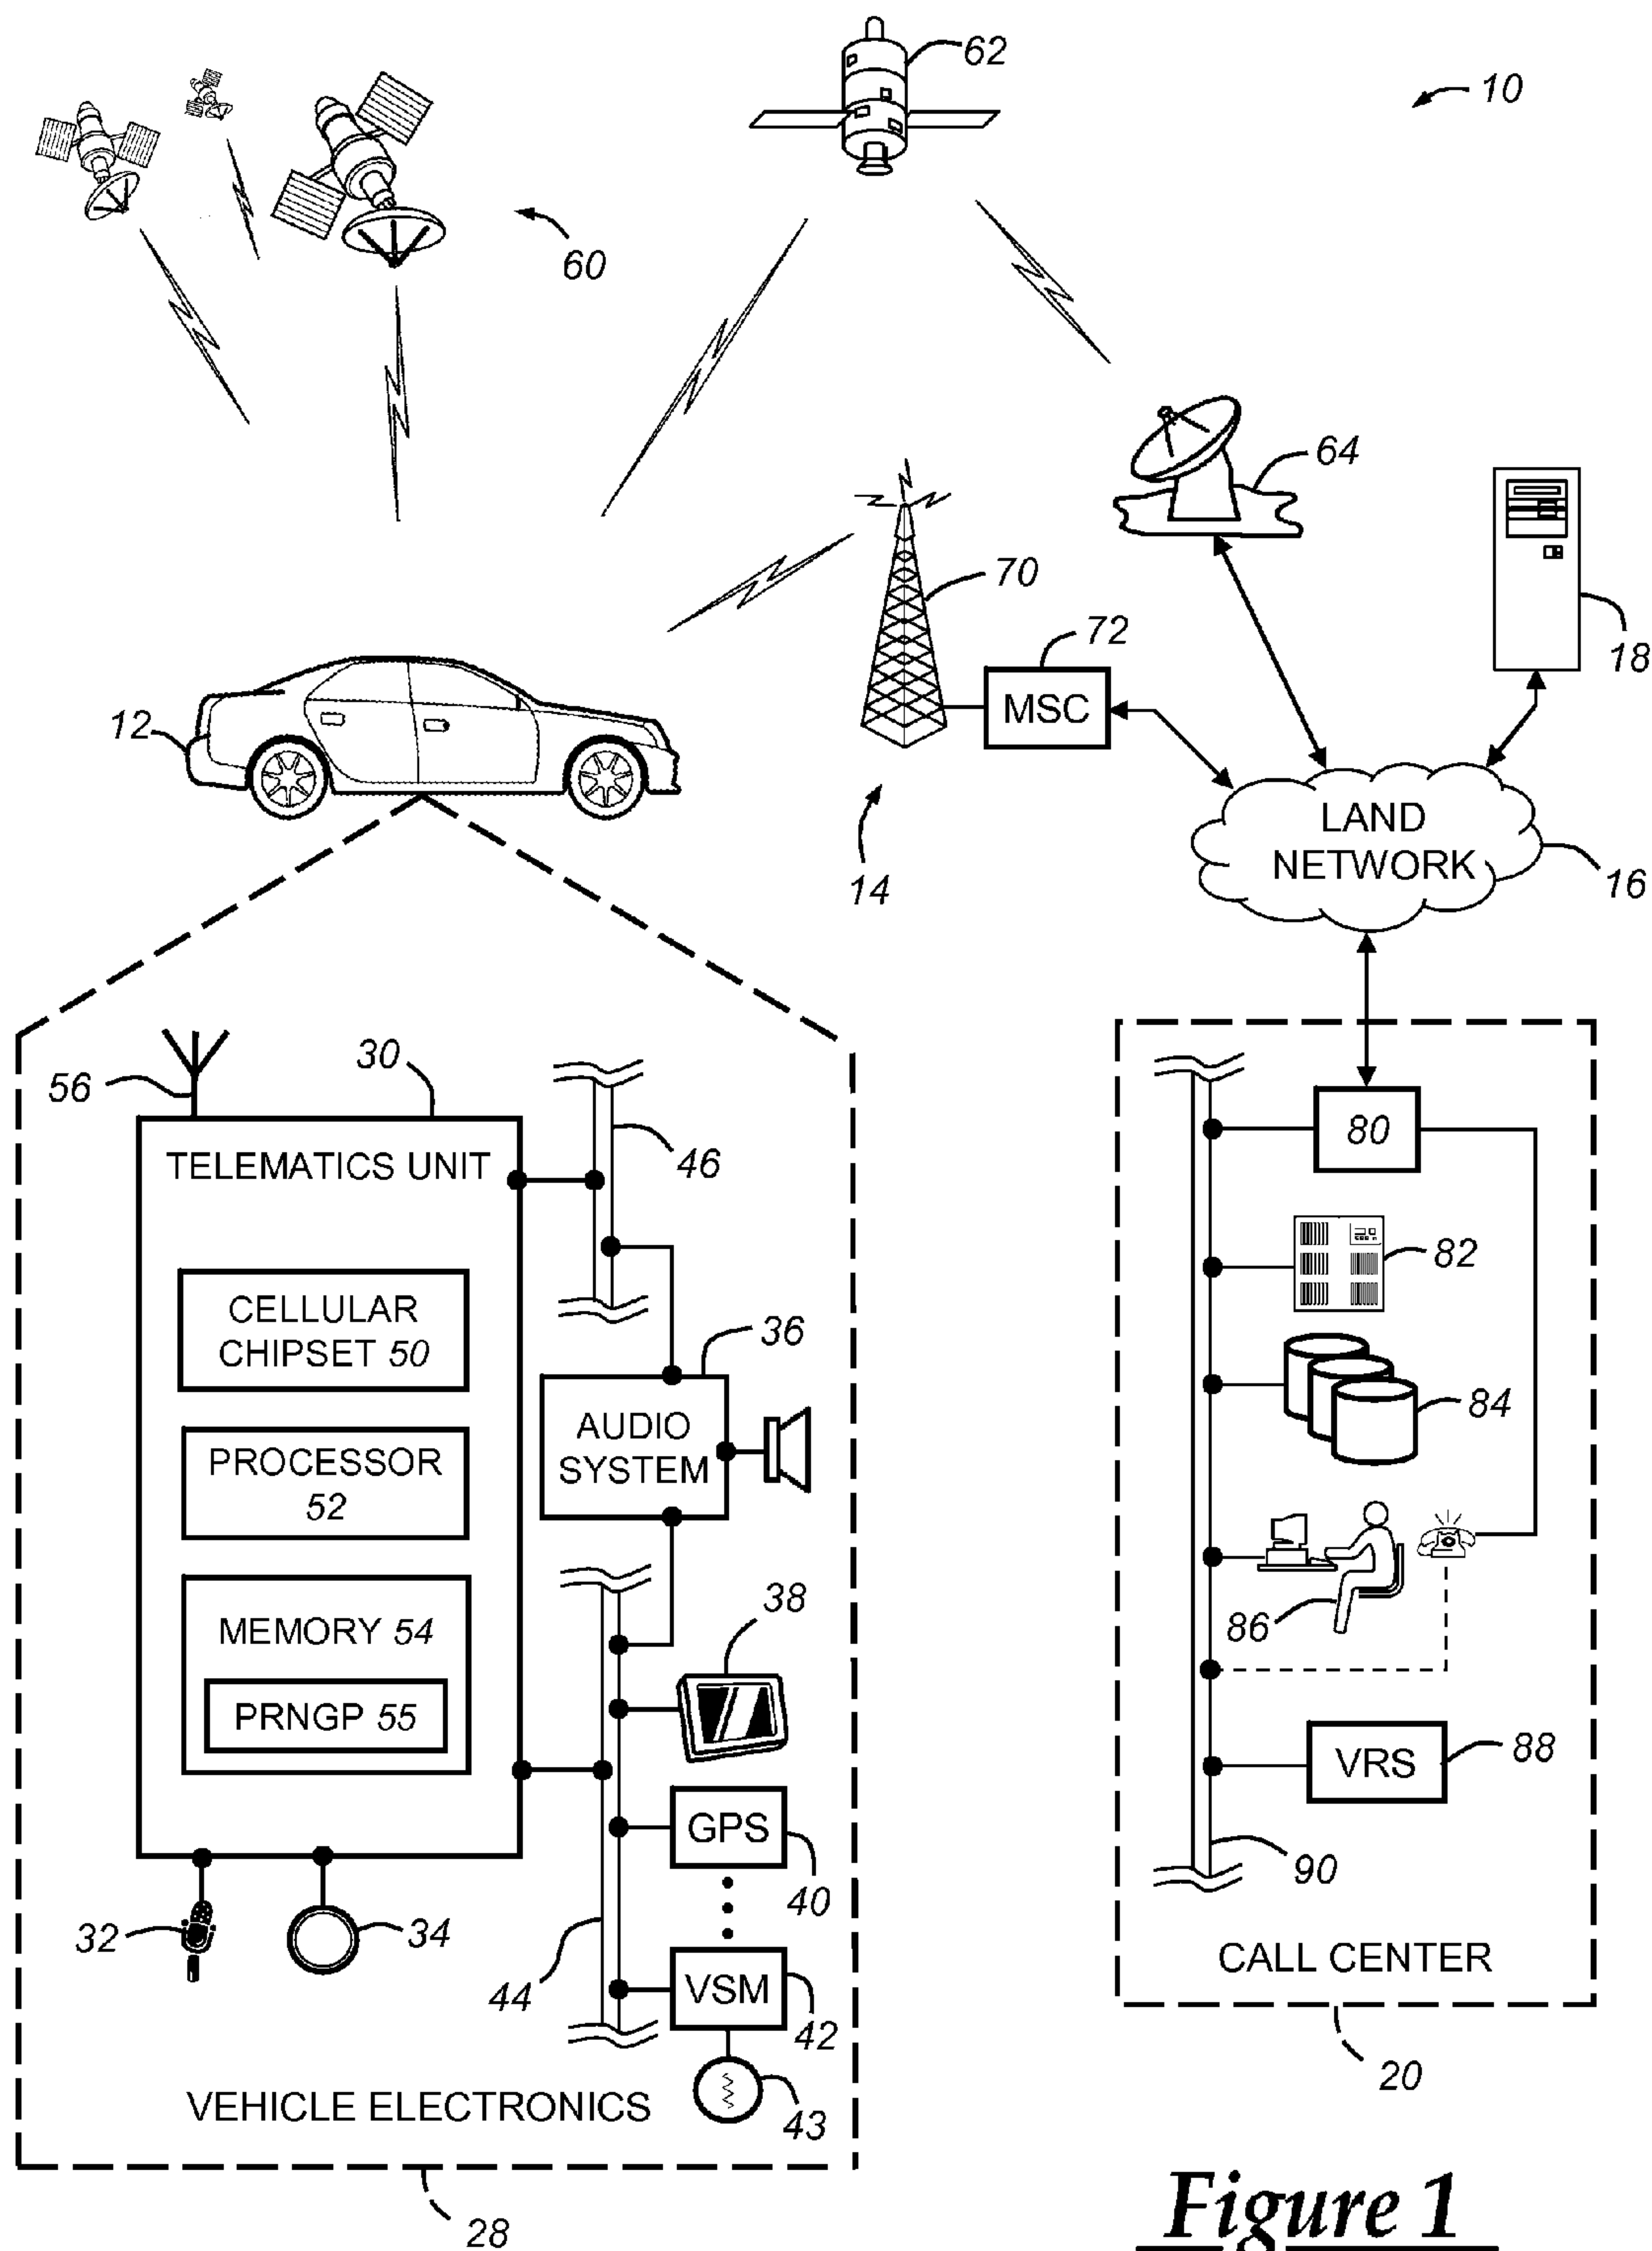 62
10
60
64
70
72
18
MSC
12
LAND
NETWORK
16
14
30
56
TELEMATICS UNIT
46
80
CELLULAR
CHIPSET 50
82
36
AUDIO
SYSTEM
84
PROCESSOR
52
38
MEMORY 54
86
PRNGP 55
VRS
88
GPS
40
90
32
34
44
VSM
42
CALL CENTER
43
20
VEHICLE ELECTRONICS
28
Figure 1